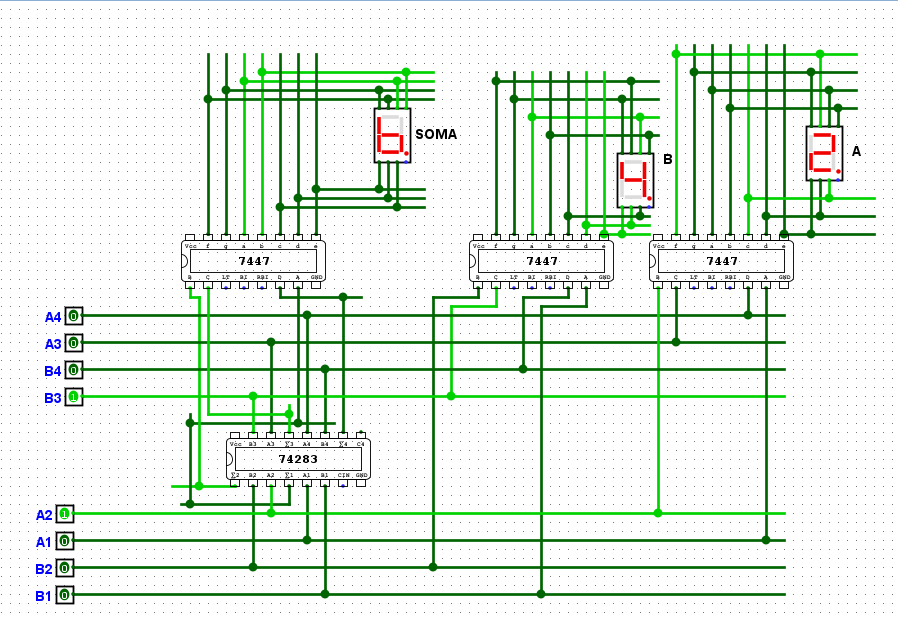 SOMA
B
A
Vcc f g a b c d e
7447
B C LT BI RBI D A GND
Vcc f g a b c d e
7447
B C LT BI RBI D A GND
Vcc f g a b c d e
7447
B C LT BI RBI D A GND
A4 0
A3 0
B4 0
B3 1
Vcc B3 A3 Σ3 A4 B4 Σ4 C4
74283
Σ2 B2 A2 Σ1 A1 B1 CIN GND
A2 1
A1 0
B2 0
B1 0